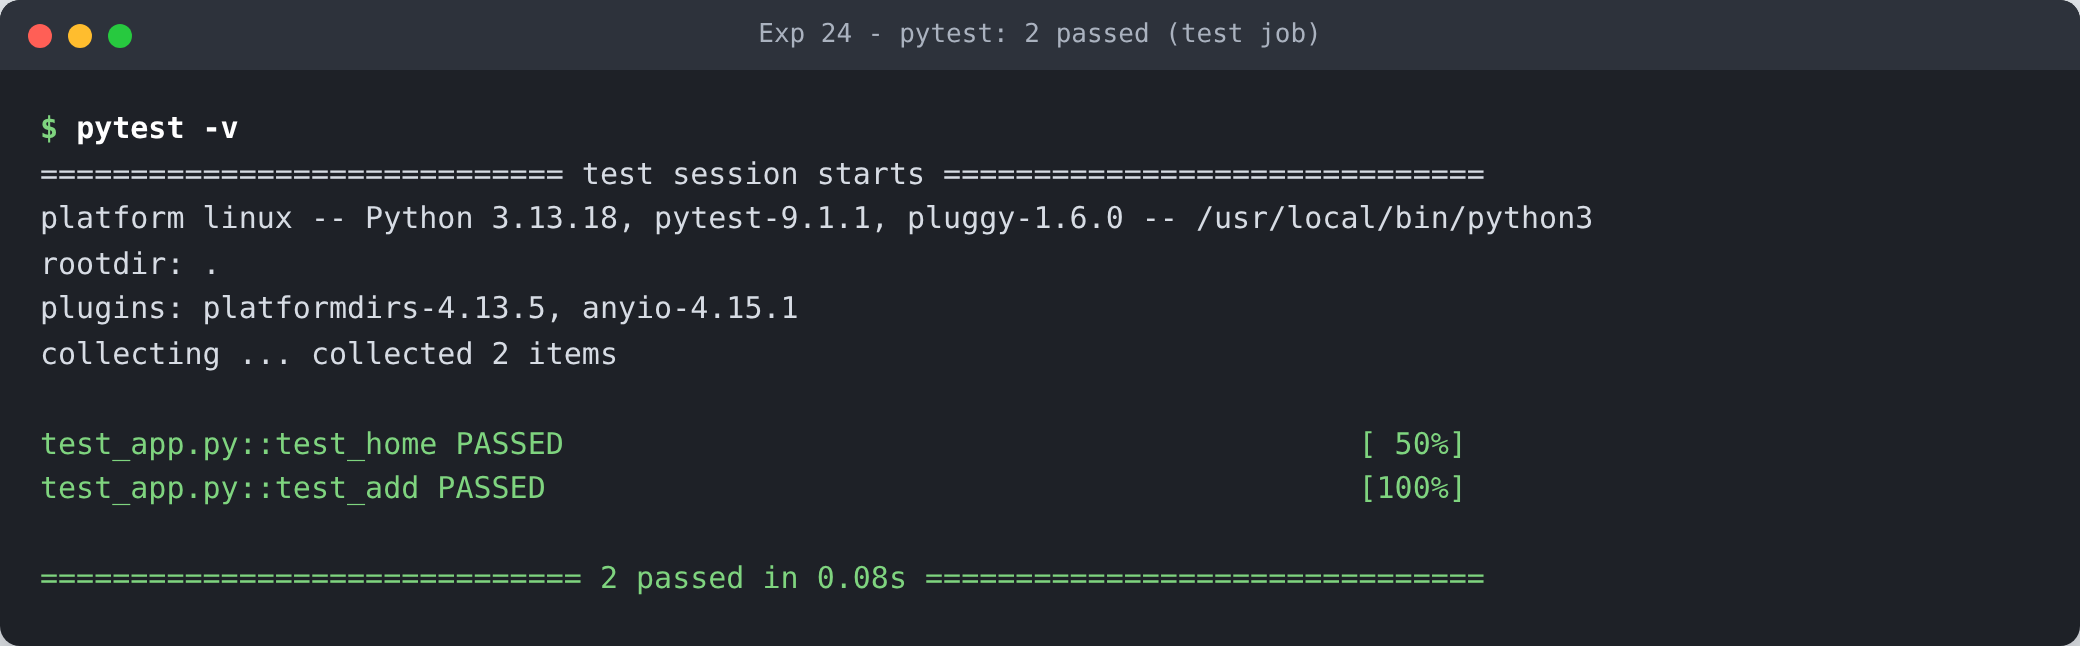 Exp 24 - pytest: 2 passed (test job)
$ pytest -v
============================= test session starts ==============================
platform linux -- Python 3.13.18, pytest-9.1.1, pluggy-1.6.0 -- /usr/local/bin/python3
rootdir: .
plugins: platformdirs-4.13.5, anyio-4.15.1
collecting ... collected 2 items
test_app.py::test_home PASSED                                            [ 50%]
test_app.py::test_add PASSED                                             [100%]
============================== 2 passed in 0.08s ===============================